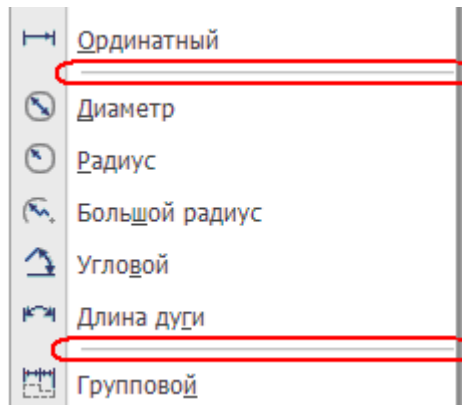 Ординатный
Диаметр
Радиус
Большой радиус
Угловой
Длина дуги
Групповой